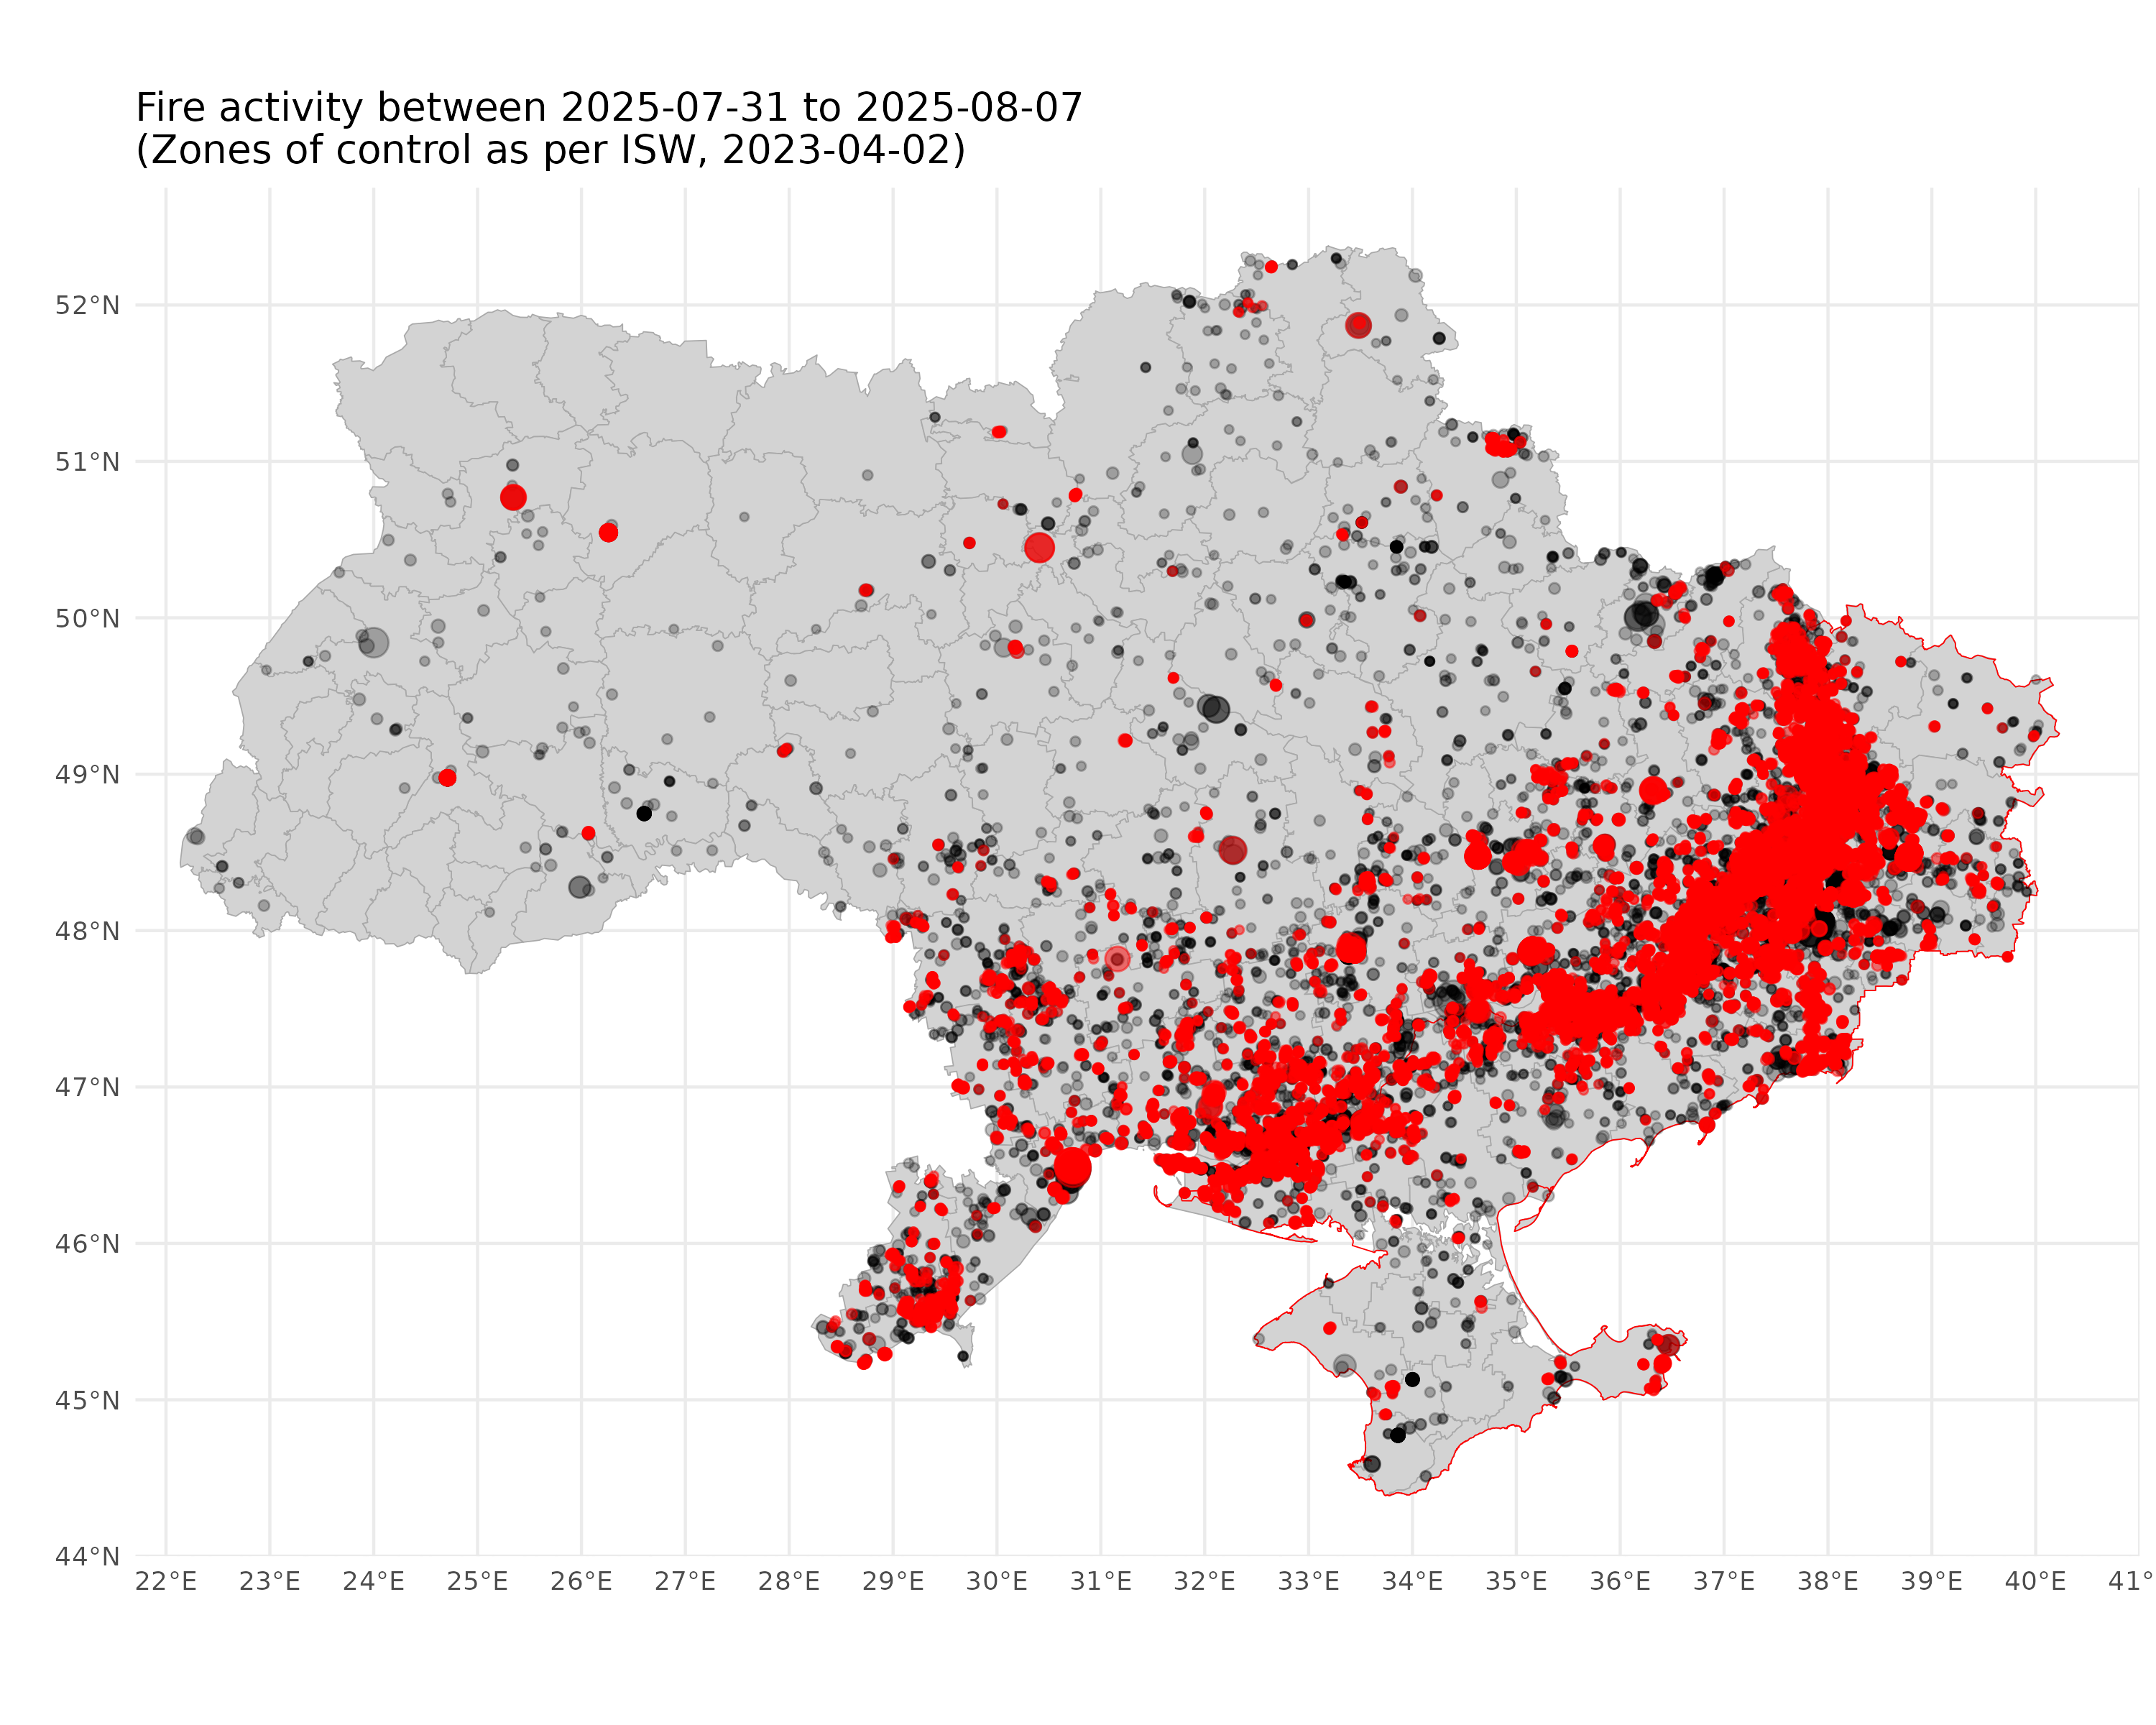 Fire activity between 2025-07-31 to 2025-08-07
(Zones of control as per ISW, 2023-04-02)
52°N
51°N
50°N
49°N
48°N
47°N
46°N
45°N
44°N
22°E 23°E 24°E 25°E 26°E 27°E 28°E 29°E 30°E 31°E 32°E 33°E 34°E 35°E 36°E 37°E 38°E 39°E 40°E 41°